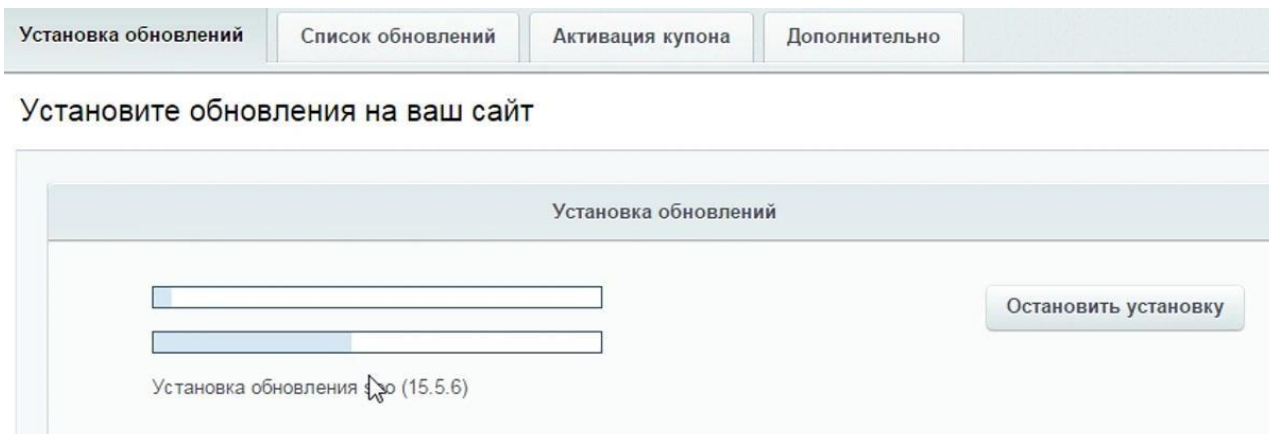 Установка обновлений Список обновлений Активация купона Дополнительно
Установите обновления на ваш сайт
Установка обновлений
Остановить установку
Установка обновления (15.5.6)